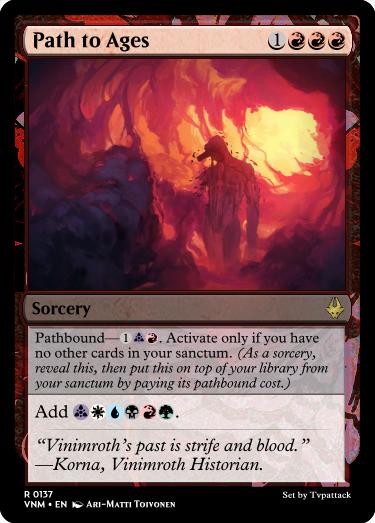 Path to Ages 1
Sorcery
Pathbound—1. Activate only if you have
no other cards in your sanctum. (As a sorcery,
reveal this, then put this on top of your library from
your sanctum by paying its pathbound cost.)
Add .
“Vinimroth’s past is strife and blood.”
—Korna, Vinimroth Historian.
R 0137
Set by Tvpattack
VNM • EN Ari-Matti Toivonen